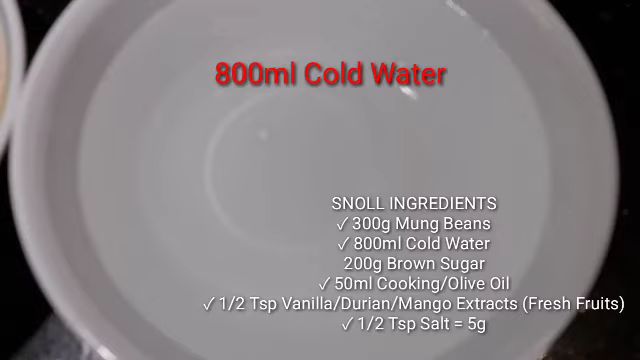 800ml Cold Water
SNOLL INGREDIENTS
✓ 300g Mung Beans
✓ 800ml Cold Water
200g Brown Sugar
✓ 50ml Cooking/Olive Oil
✓ 1/2 Tsp Vanilla/Durian/Mango Extracts (Fresh Fruits)
✓ 1/2 Tsp Salt = 5g